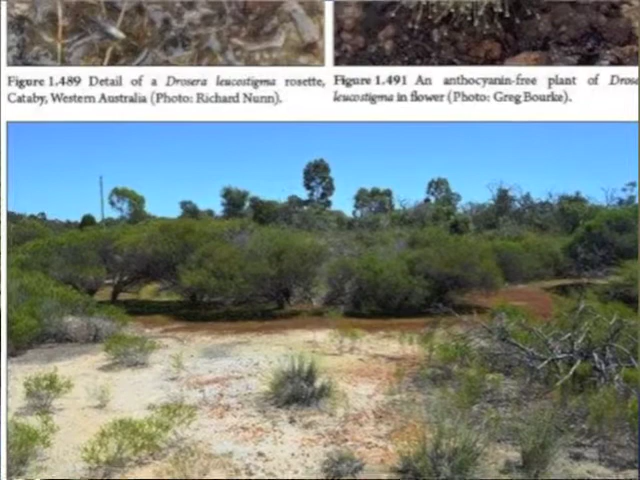 Figure 1.489 Detail of a Drosera leucostigma rosette,
Cataby, Western Australia (Photo: Richard Nunn).
Figure 1.491 An anthocyanin-free plant of Dros
leucostigma in flower (Photo: Greg Bourke).